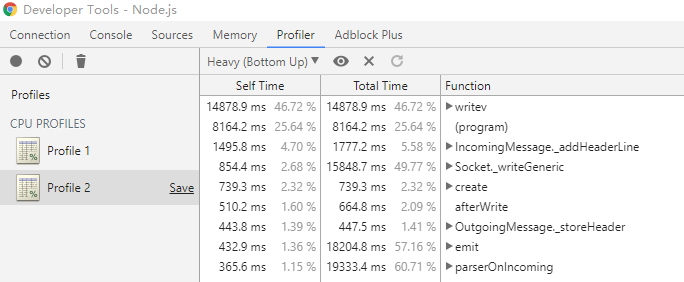 Developer Tools - Node.js
Connection Console Sources Memory Profiler Adblock Plus
Heavy (Bottom Up) ▼
Profiles
CPU PROFILES
Profile 1
Profile 2 Save
Self Time Total Time Function
14878.9 ms 46.72 % 14878.9 ms 46.72 % ▶writev
8164.2 ms 25.64 % 8164.2 ms 25.64 % (program)
1495.8 ms 4.70 % 1777.2 ms 5.58 % ▶IncomingMessage._addHeaderLine
854.4 ms 2.68 % 15848.7 ms 49.77 % ▶Socket._writeGeneric
739.3 ms 2.32 % 739.3 ms 2.32 % ▶create
510.2 ms 1.60 % 664.8 ms 2.09 % afterWrite
443.8 ms 1.39 % 447.5 ms 1.41 % ▶OutgoingMessage._storeHeader
432.9 ms 1.36 % 18204.8 ms 57.16 % ▶emit
365.6 ms 1.15 % 19333.4 ms 60.71 % ▶parserOnIncoming